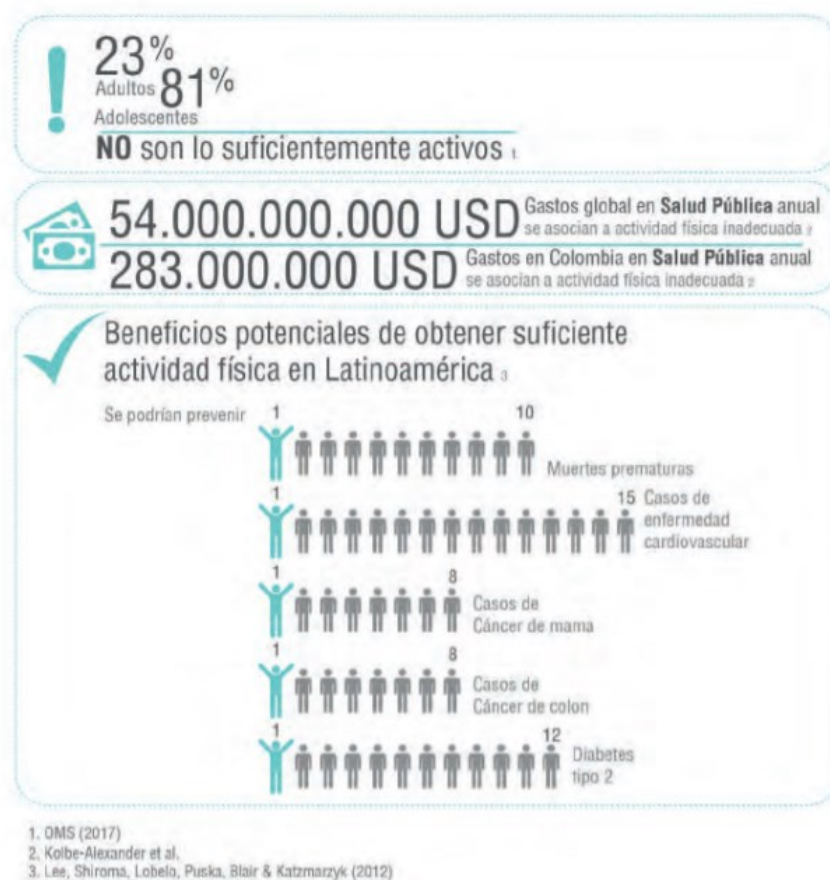 23%
Adultos 81%
Adolescentes
NO son lo suficientemente activos 1
54.000.000.000 USD Gastos global en Salud Pública anual
se asocian a actividad física inadecuada 2
283.000.000 USD Gastos en Colombia en Salud Pública anual
se asocian a actividad física inadecuada 2
Beneficios potenciales de obtener suficiente
actividad física en Latinoamérica 3
Se podrían prevenir 1 10
Muertes prematuras
1 15 Casos de
enfermedad
cardiovascular
1 8
Casos de
Cáncer de mama
1 8
Casos de
Cáncer de colon
1 12
Diabetes
tipo 2
1. OMS (2017)
2. Kolbe-Alexander et al.
3. Lee, Shiroma, Lobelo, Puska, Blair & Katzmarzyk (2012)